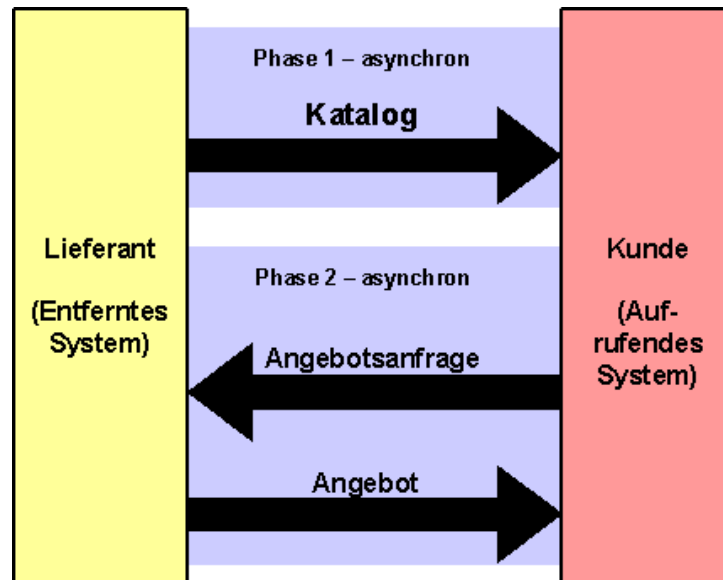 Phase 1 – asynchron
Katalog
Lieferant
(Entferntes
System)
Kunde
(Auf-
rufendes
System)
Phase 2 – asynchron
Angebotsanfrage
Angebot